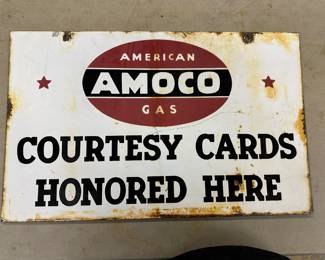 AMERICAN
AMOCO
GAS
COURTESY CARDS
HONORED HERE